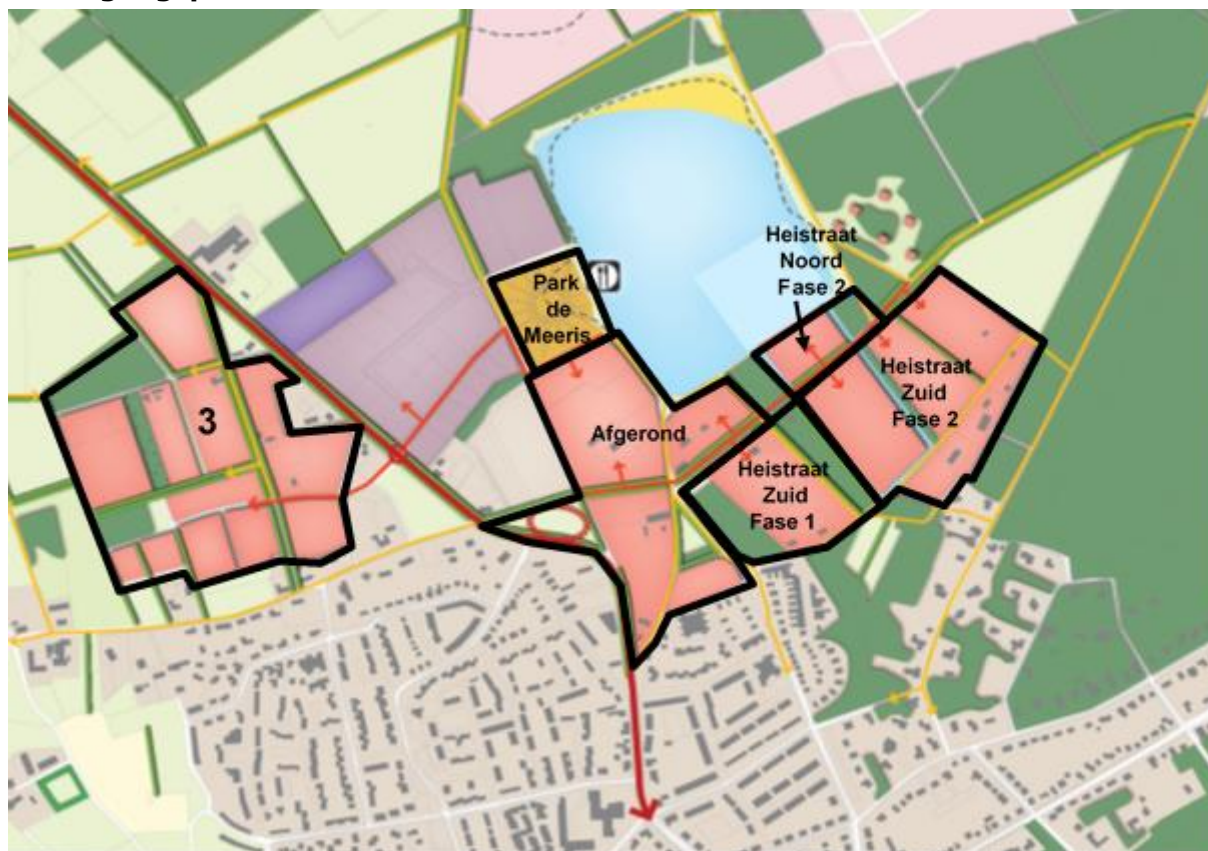 Heistraat
Noord
Fase 2
Park
de
Meeris
Heistraat
Zuid
Fase 2
3
Afgerond
Heistraat
Zuid
Fase 1